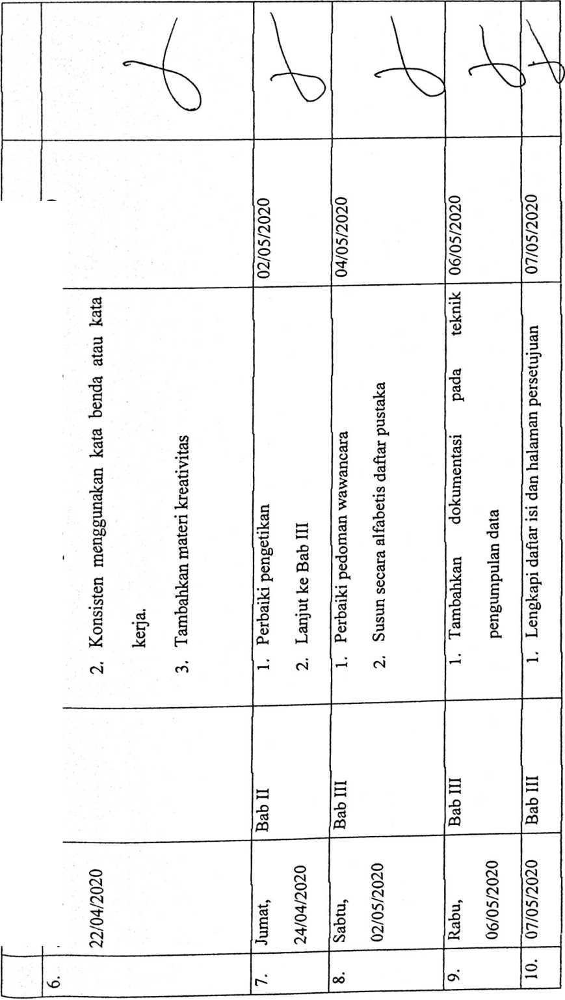 6.
22/04/2020
2. Konsisten menggunakan kata benda atau kata
kerja.
3. Tambahkan materi kreativitas
7. Jumat, Bab II 1. Perbaiki pengetikan 02/05/2020
24/04/2020 2. Lanjut ke Bab III
8. Sabtu, Bab III 1. Perbaiki pedoman wawancara 04/05/2020
02/05/2020 2. Susun secara alfabetis daftar pustaka
9. Rabu, Bab III 1. Tambahkan dokumentasi pada teknik 06/05/2020
06/05/2020 pengumpulan data
10. 07/05/2020 Bab III 1. Lengkapi daftar isi dan halaman persetujuan 07/05/2020